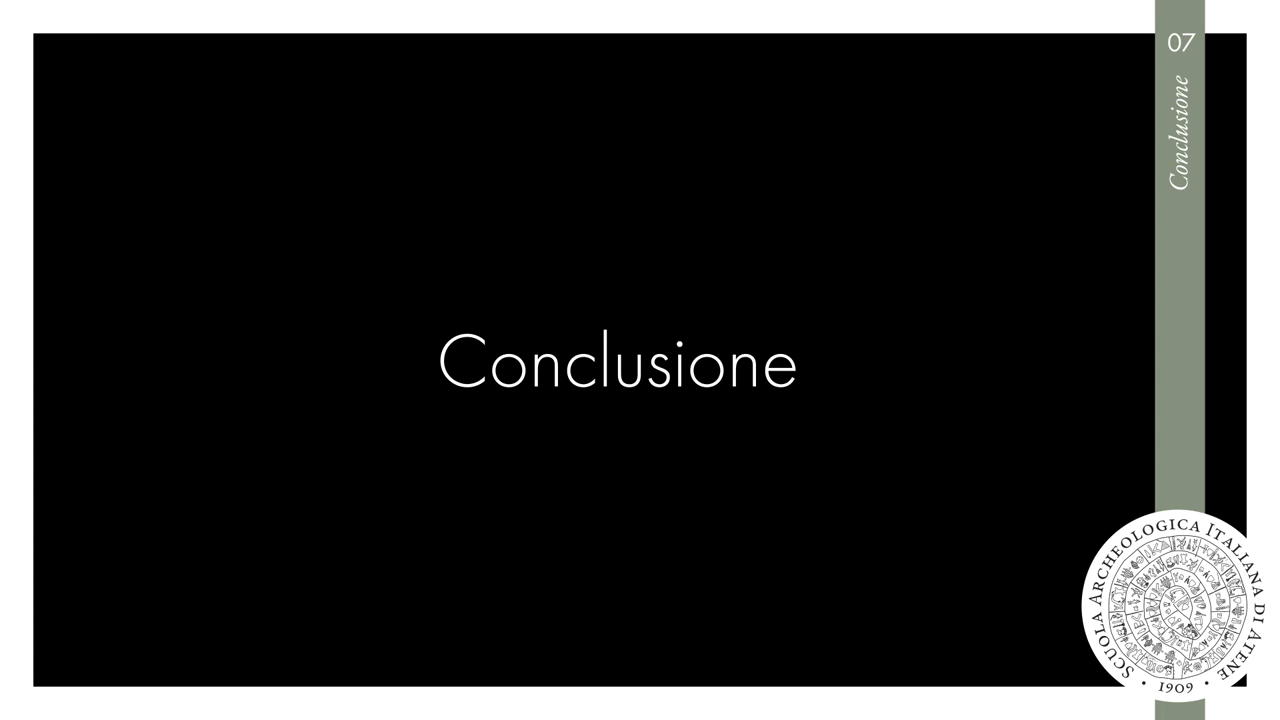 07
Conclusione
Conclusione
SCUOLA ARCHEOLOGICA ITALIANA DI ATENE
• 1909 •